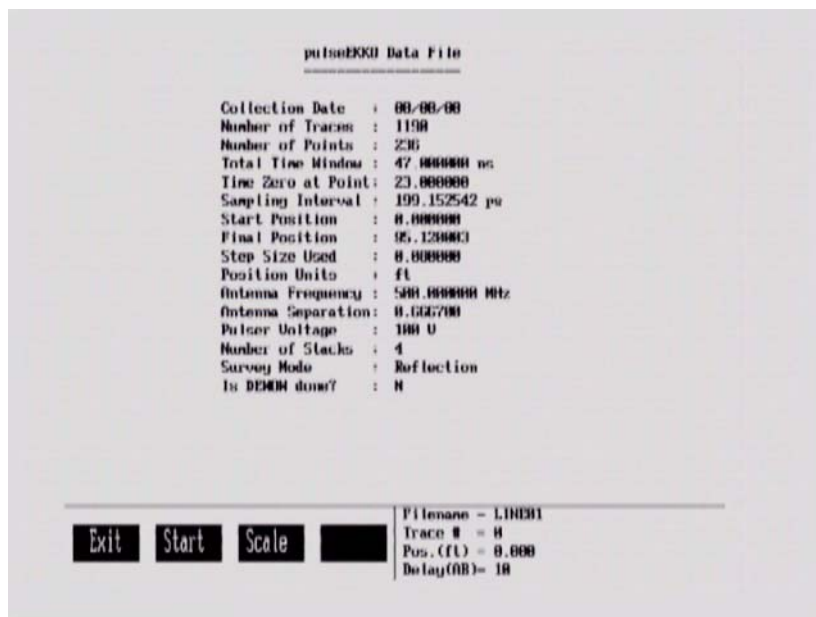 pulseEKKO Data File
Collection Date : 00/00/00
Number of Traces : 1190
Number of Points : 236
Total Time Window : 47.000000 ns
Time Zero at Point: 23.000000
Sampling Interval : 199.152542 ps
Start Position : 0.000000
Final Position : 95.120003
Step Size Used : 0.080000
Position Units : ft
Antenna Frequency : 500.000000 MHz
Antenna Separation: 0.666700
Pulser Voltage : 100 V
Number of Stacks : 4
Survey Mode : Reflection
Is DEMUX done? : N
Filename - LINE01
Exit Start Scale
Trace # = 0
Pos.(ft) = 0.000
Delay(AB)= 10